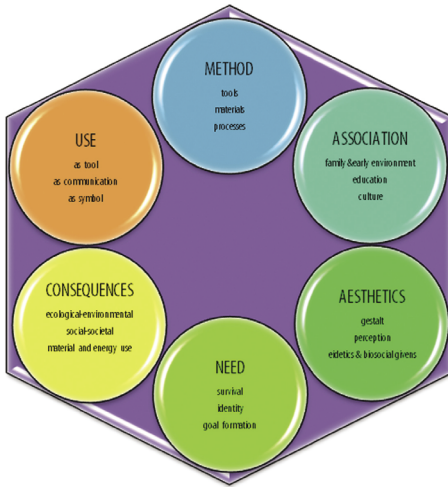 METHOD
tools
materials
processes
ASSOCIATION
family & early environment
education
culture
AESTHETICS
gestalt
perception
eidetics & biosocial givens
NEED
survival
identity
goal formation
CONSEQUENCES
ecological-environmental
social-societal
material and energy use
USE
as tool
as communication
as symbol